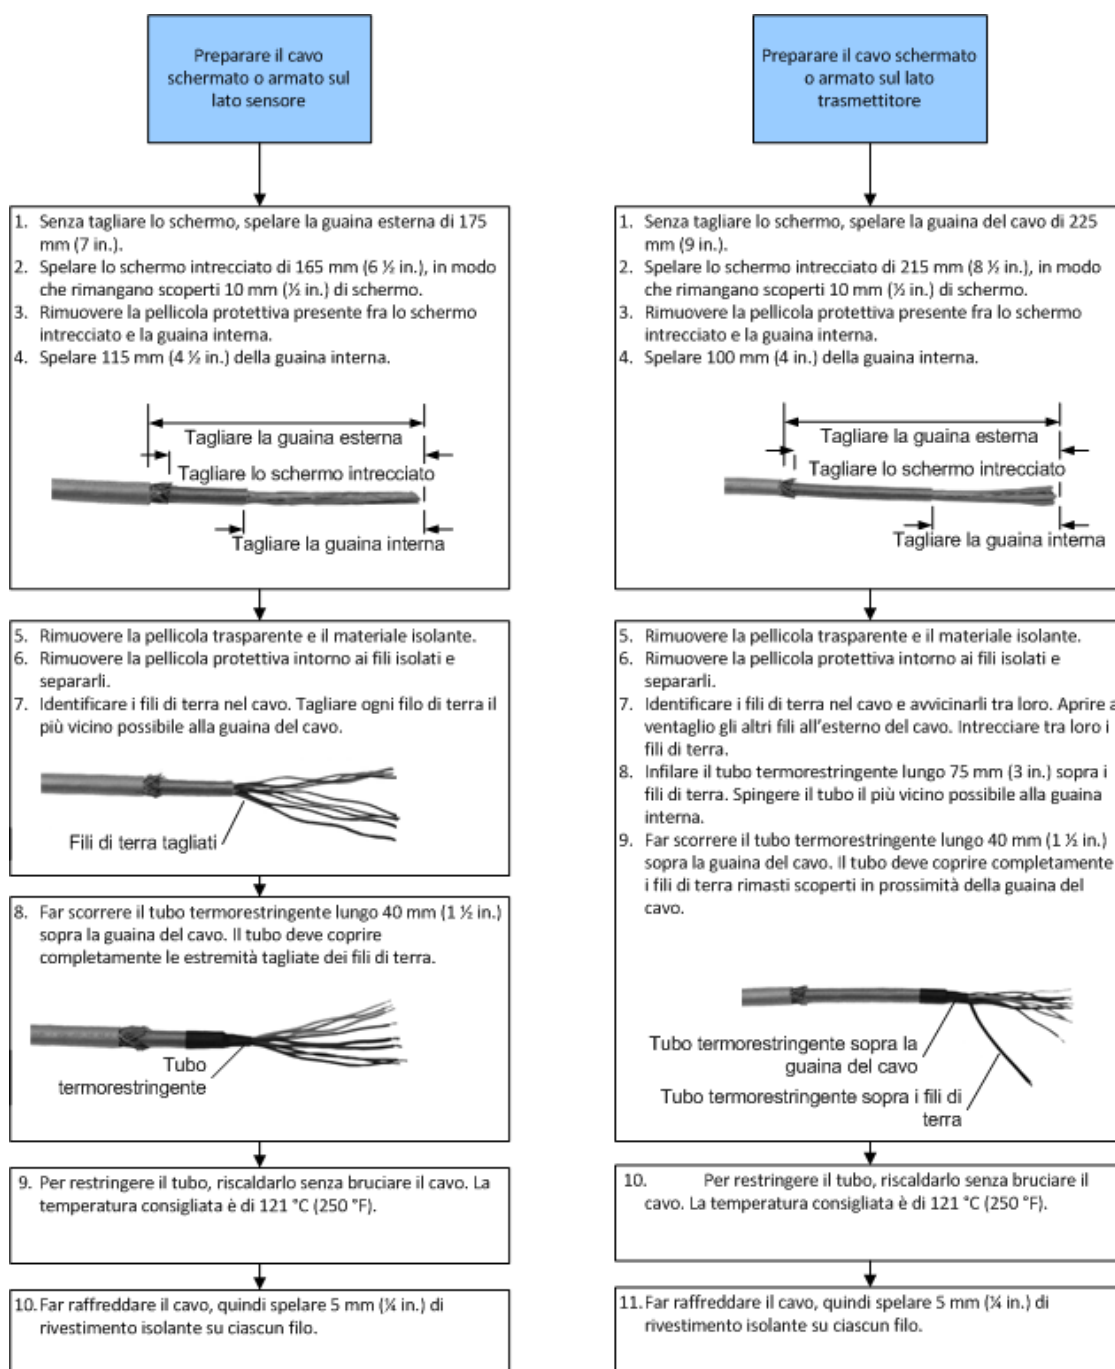 Preparare il cavo
schermato o armato sul
lato sensore
1. Senza tagliare lo schermo, spelare la guaina esterna di 175
mm (7 in.).
2. Spelare lo schermo intrecciato di 165 mm (6 ½ in.), in modo
che rimangano scoperti 10 mm (½ in.) di schermo.
3. Rimuovere la pellicola protettiva presente fra lo schermo
intrecciato e la guaina interna.
4. Spelare 115 mm (4 ½ in.) della guaina interna.
Tagliare la guaina esterna
Tagliare lo schermo intrecciato
Tagliare la guaina interna
5. Rimuovere la pellicola trasparente e il materiale isolante.
6. Rimuovere la pellicola protettiva intorno ai fili isolati e
separarli.
7. Identificare i fili di terra nel cavo. Tagliare ogni filo di terra il
più vicino possibile alla guaina del cavo.
Fili di terra tagliati
8. Far scorrere il tubo termorestringente lungo 40 mm (1 ½ in.)
sopra la guaina del cavo. Il tubo deve coprire
completamente le estremità tagliate dei fili di terra.
Tubo
termorestringente
9. Per restringere il tubo, riscaldarlo senza bruciare il cavo. La
temperatura consigliata è di 121 °C (250 °F).
10. Far raffreddare il cavo, quindi spelare 5 mm (¼ in.) di
rivestimento isolante su ciascun filo.
Preparare il cavo schermato
o armato sul lato
trasmettitore
1. Senza tagliare lo schermo, spelare la guaina del cavo di 225
mm (9 in.).
2. Spelare lo schermo intrecciato di 215 mm (8 ½ in.), in modo
che rimangano scoperti 10 mm (½ in.) di schermo.
3. Rimuovere la pellicola protettiva presente fra lo schermo
intrecciato e la guaina interna.
4. Spelare 100 mm (4 in.) della guaina interna.
Tagliare la guaina esterna
Tagliare lo schermo intrecciato
Tagliare la guaina interna
5. Rimuovere la pellicola trasparente e il materiale isolante.
6. Rimuovere la pellicola protettiva intorno ai fili isolati e
separarli.
7. Identificare i fili di terra nel cavo e avvicinarli tra loro. Aprire a
ventaglio gli altri fili all'esterno del cavo. Intrecciare tra loro i
fili di terra.
8. Infilare il tubo termorestringente lungo 75 mm (3 in.) sopra i
fili di terra. Spingere il tubo il più vicino possibile alla guaina
interna.
9. Far scorrere il tubo termorestringente lungo 40 mm (1 ½ in.)
sopra la guaina del cavo. Il tubo deve coprire completamente
i fili di terra rimasti scoperti in prossimità della guaina del
cavo.
Tubo termorestringente sopra la
guaina del cavo
Tubo termorestringente sopra i fili di
terra
10. Per restringere il tubo, riscaldarlo senza bruciare il
cavo. La temperatura consigliata è di 121 °C (250 °F).
11. Far raffreddare il cavo, quindi spelare 5 mm (¼ in.) di
rivestimento isolante su ciascun filo.